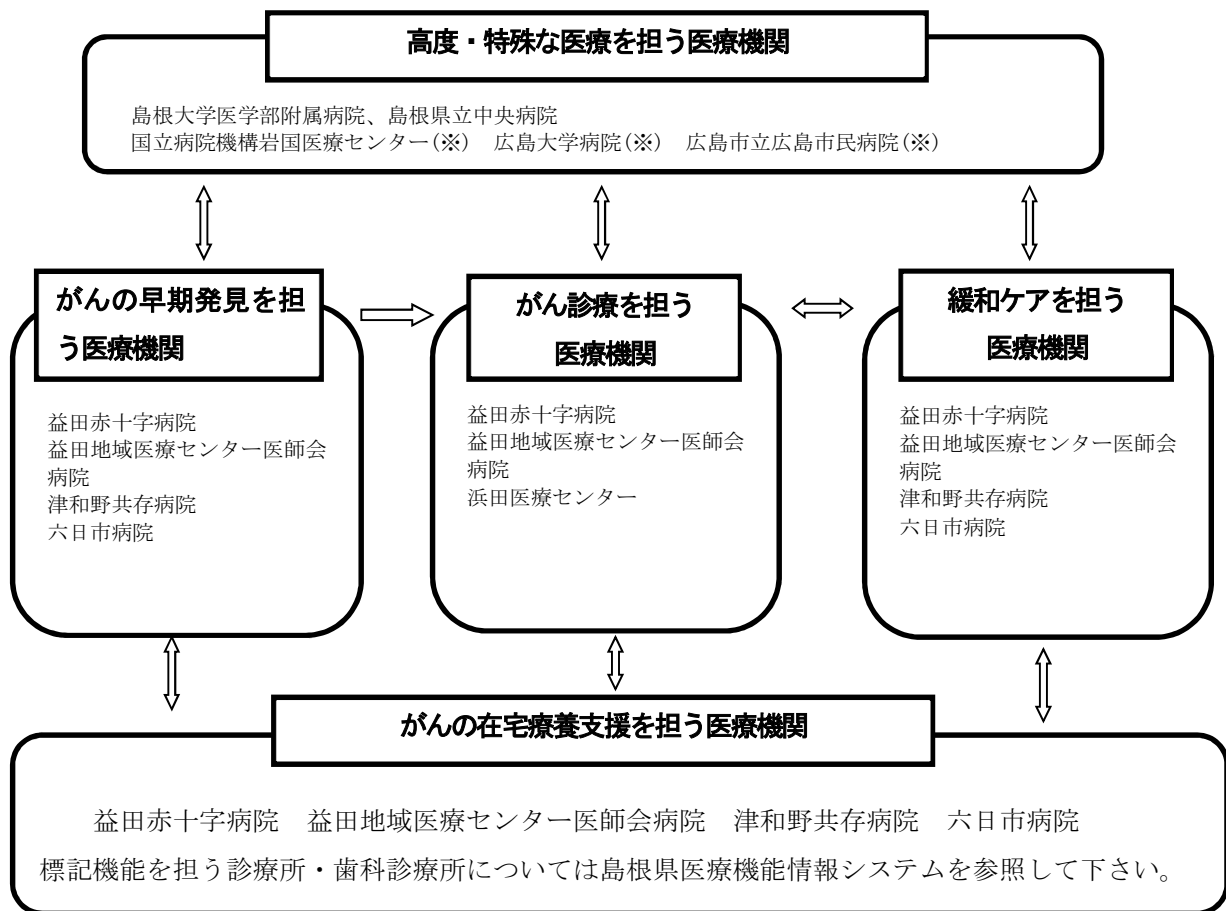 高度・特殊な医療を担う医療機関
島根大学医学部附属病院、島根県立中央病院
国立病院機構岩国医療センター(※)　広島大学病院(※)　広島市立広島市民病院(※)
がんの早期発見を担
う医療機関
益田赤十字病院
益田地域医療センター医師会
病院
津和野共存病院
六日市病院
がん診療を担う
医療機関
益田赤十字病院
益田地域医療センター医師会
病院
浜田医療センター
緩和ケアを担う
医療機関
益田赤十字病院
益田地域医療センター医師会
病院
津和野共存病院
六日市病院
がんの在宅療養支援を担う医療機関
益田赤十字病院　益田地域医療センター医師会病院　津和野共存病院　六日市病院
標記機能を担う診療所・歯科診療所については島根県医療機能情報システムを参照して下さい。